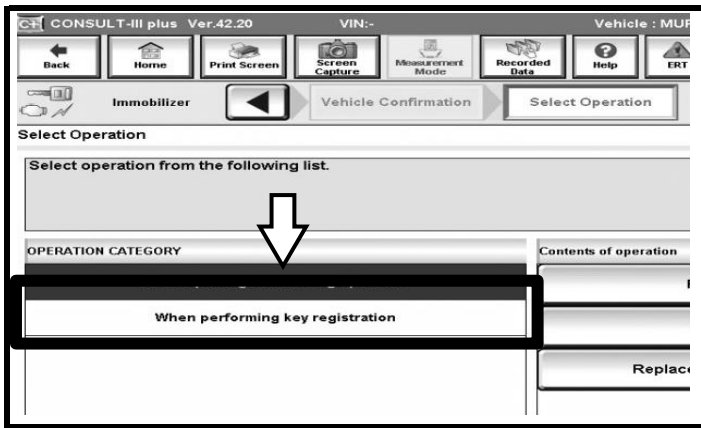 C+ CONSULT-III plus Ver.42.20 VIN:- Vehicle : MUR
Back Home Print Screen Screen Capture Measurement Mode Recorded Data Help ERT
Immobilizer Vehicle Confirmation Select Operation
Select Operation
Select operation from the following list.
OPERATION CATEGORY Contents of operation
When performing key registration
Replac